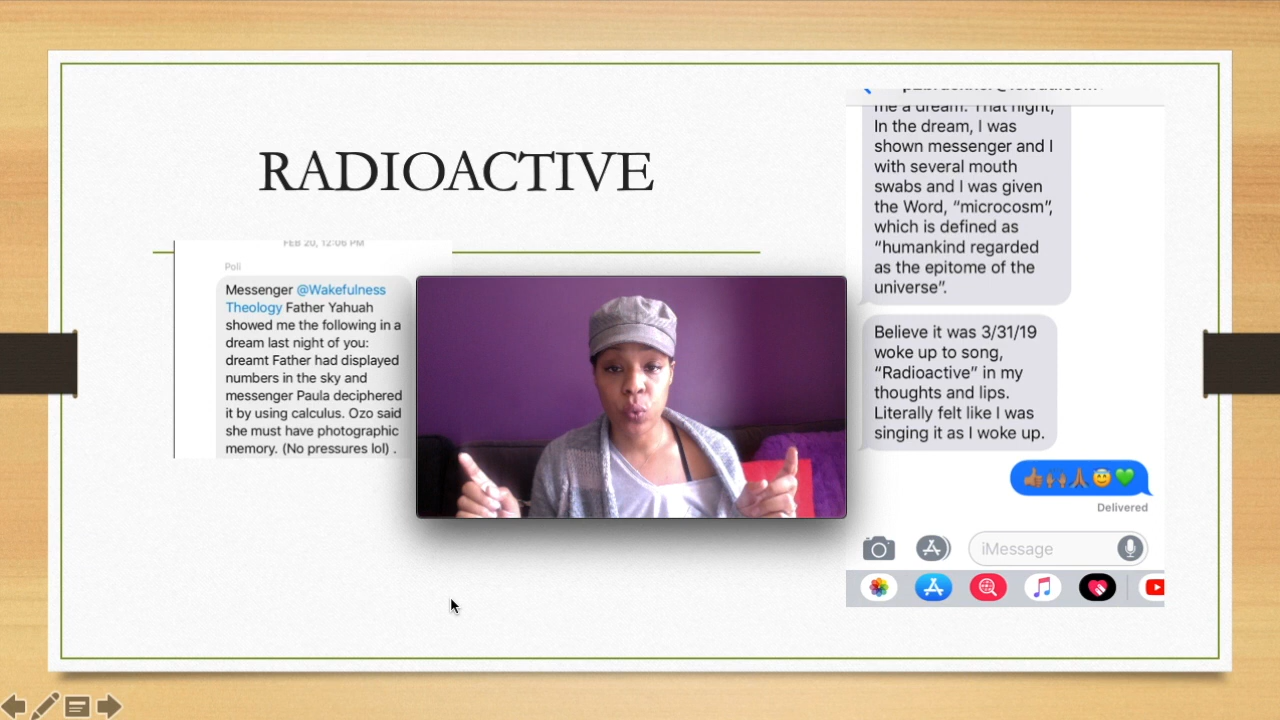 RADIOACTIVE
FEB 20, 12:06 PM
Poli
Messenger @Wakefulness
Theology Father Yahuah
showed me the following in a
dream last night of you:
dreamt Father had displayed
numbers in the sky and
messenger Paula deciphered
it by using calculus. Ozo said
she must have photographic
memory. (No pressures lol) .
me a dream. That night,
In the dream, I was
shown messenger and I
with several mouth
swabs and I was given
the Word, “microcosm”,
which is defined as
“humankind regarded
as the epitome of the
universe”.
Believe it was 3/31/19
woke up to song,
“Radioactive” in my
thoughts and lips.
Literally felt like I was
singing it as I woke up.
Delivered
iMessage